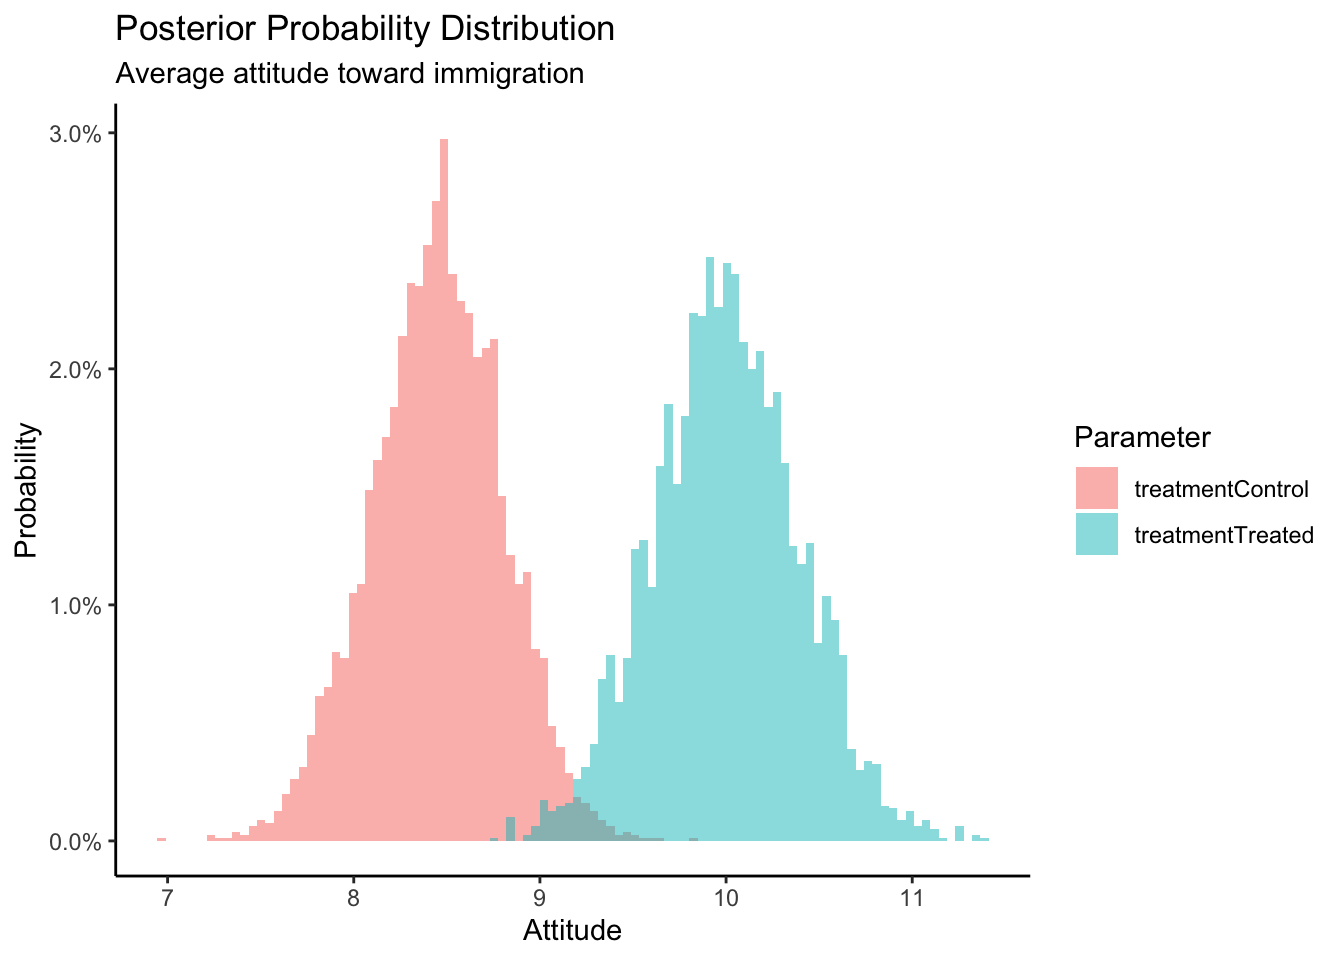 Posterior Probability Distribution
Average attitude toward immigration
3.0%
2.0%
1.0%
0.0%
Probability
7 8 9 10 11
Attitude
Parameter
treatmentControl
treatmentTreated